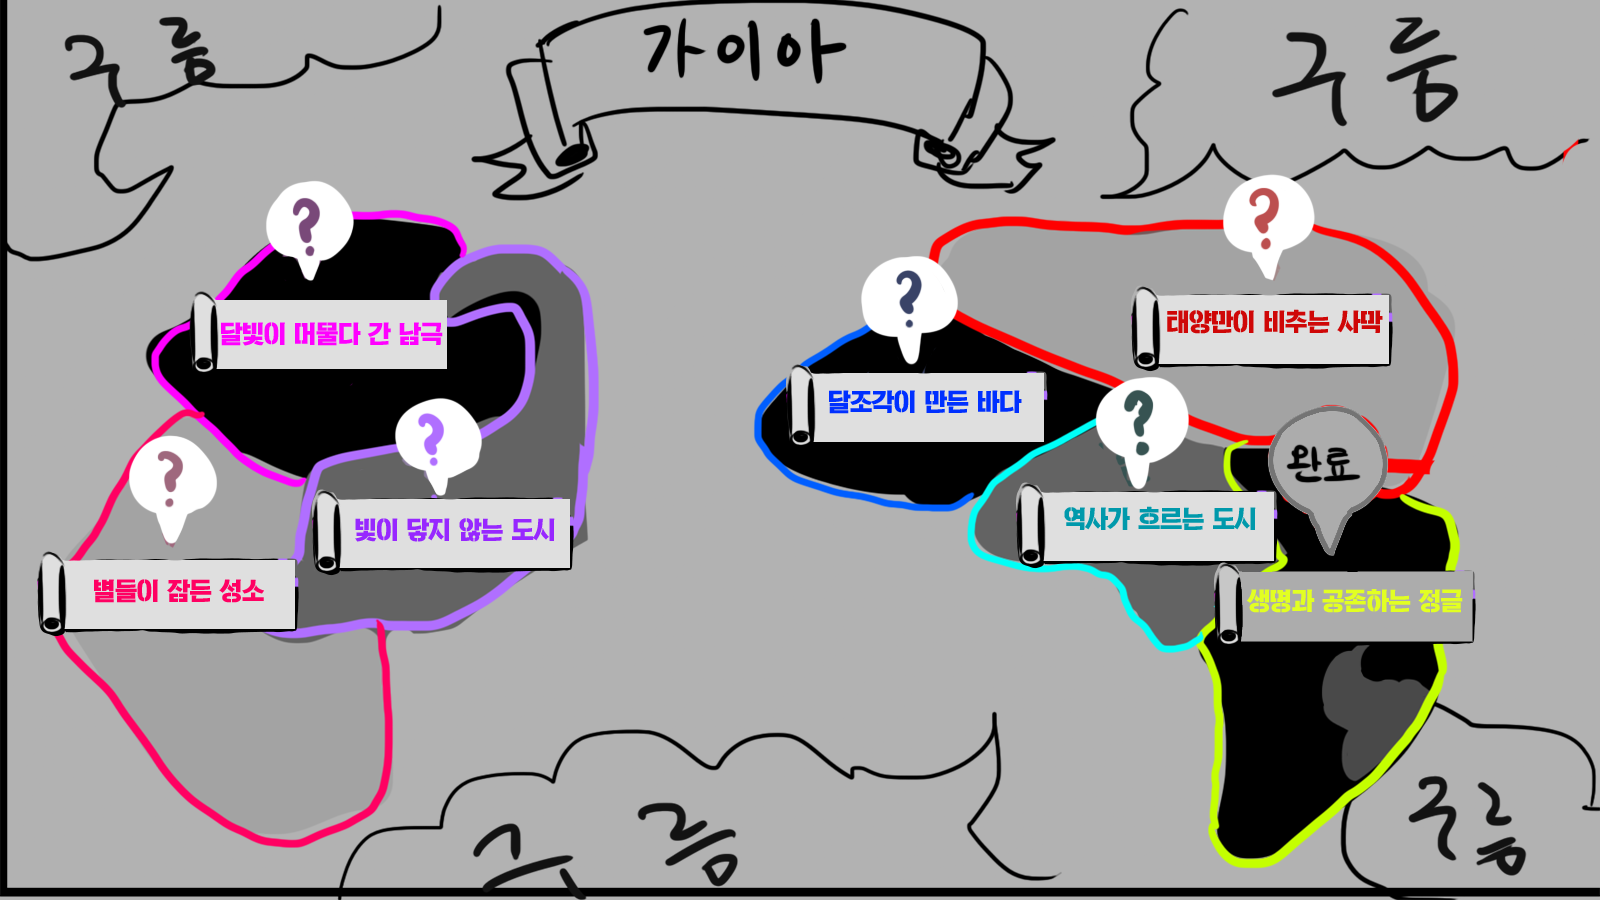 구름
가이아
구름
?
?
?
달빛이 머물다 간 남극
태양만이 비추는 사막
달조각이 만든 바다
?
?
?
완료
빛이 닿지 않는 도시
역사가 흐르는 도시
별들이 잠든 성소
생명과 공존하는 정글
구름
구름